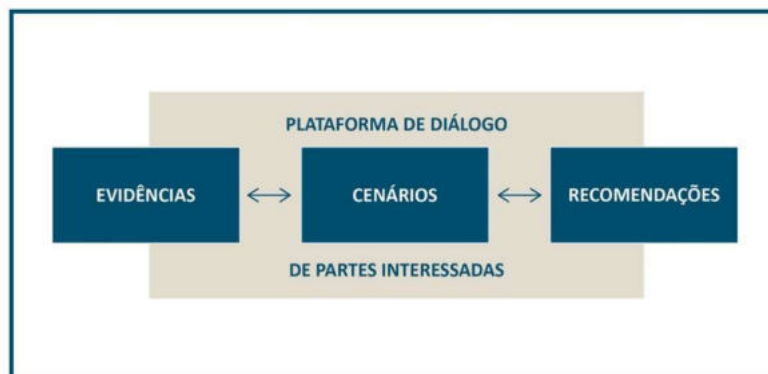 PLATAFORMA DE DIÁLOGO
EVIDÊNCIAS
CENÁRIOS
RECOMENDAÇÕES
DE PARTES INTERESSADAS